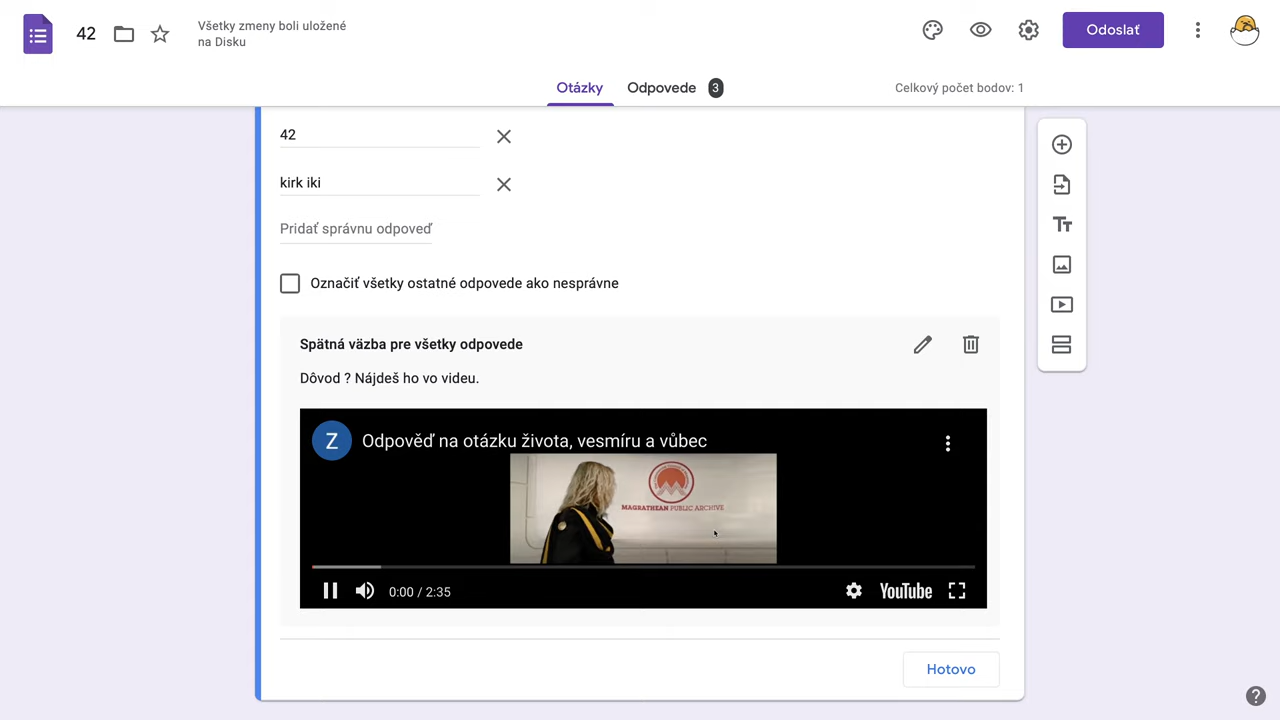 42
Všetky zmeny boli uložené
na Disku
Odoslať
Otázky
Odpovede 3
Celkový počet bodov: 1
42
kirk iki
Pridať správnu odpoveď
Označiť všetky ostatné odpovede ako nesprávne
Spätná väzba pre všetky odpovede
Dôvod ? Nájdeš ho vo videu.
Z
Odpověď na otázku života, vesmíru a vůbec
MAGRATHEAN PUBLIC ARCHIVE
0:00 / 2:35
YouTube
Hotovo